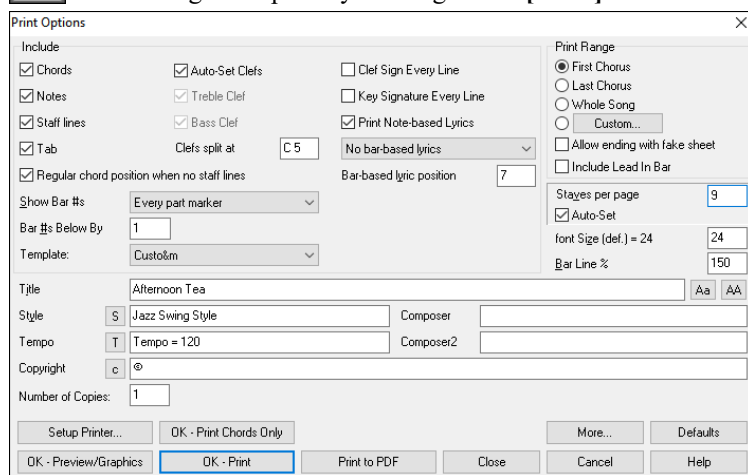 Print Options
Include
Chords
Auto-Set Clefs
Clef Sign Every Line
Notes
Treble Clef
Key Signature Every Line
Staff lines
Bass Clef
Print Note-based Lyrics
Tab
Clefs split at C 5
No bar-based lyrics
Regular chord position when no staff lines
Bar-based lyric position 7
Show Bar #s Every part marker
Bar #s Below By 1
Template: Custo&m
Print Range
First Chorus
Last Chorus
Whole Song
Custom...
Allow ending with fake sheet
Include Lead In Bar
Staves per page 9
Auto-Set
font Size (def.) = 24 24
Bar Line % 150
Title Afternoon Tea Aa AA
Style S Jazz Swing Style Composer
Tempo T Tempo = 120 Composer2
Copyright c ©
Number of Copies: 1
Setup Printer... OK - Print Chords Only More... Defaults
OK - Preview/Graphics OK - Print Print to PDF Close Cancel Help